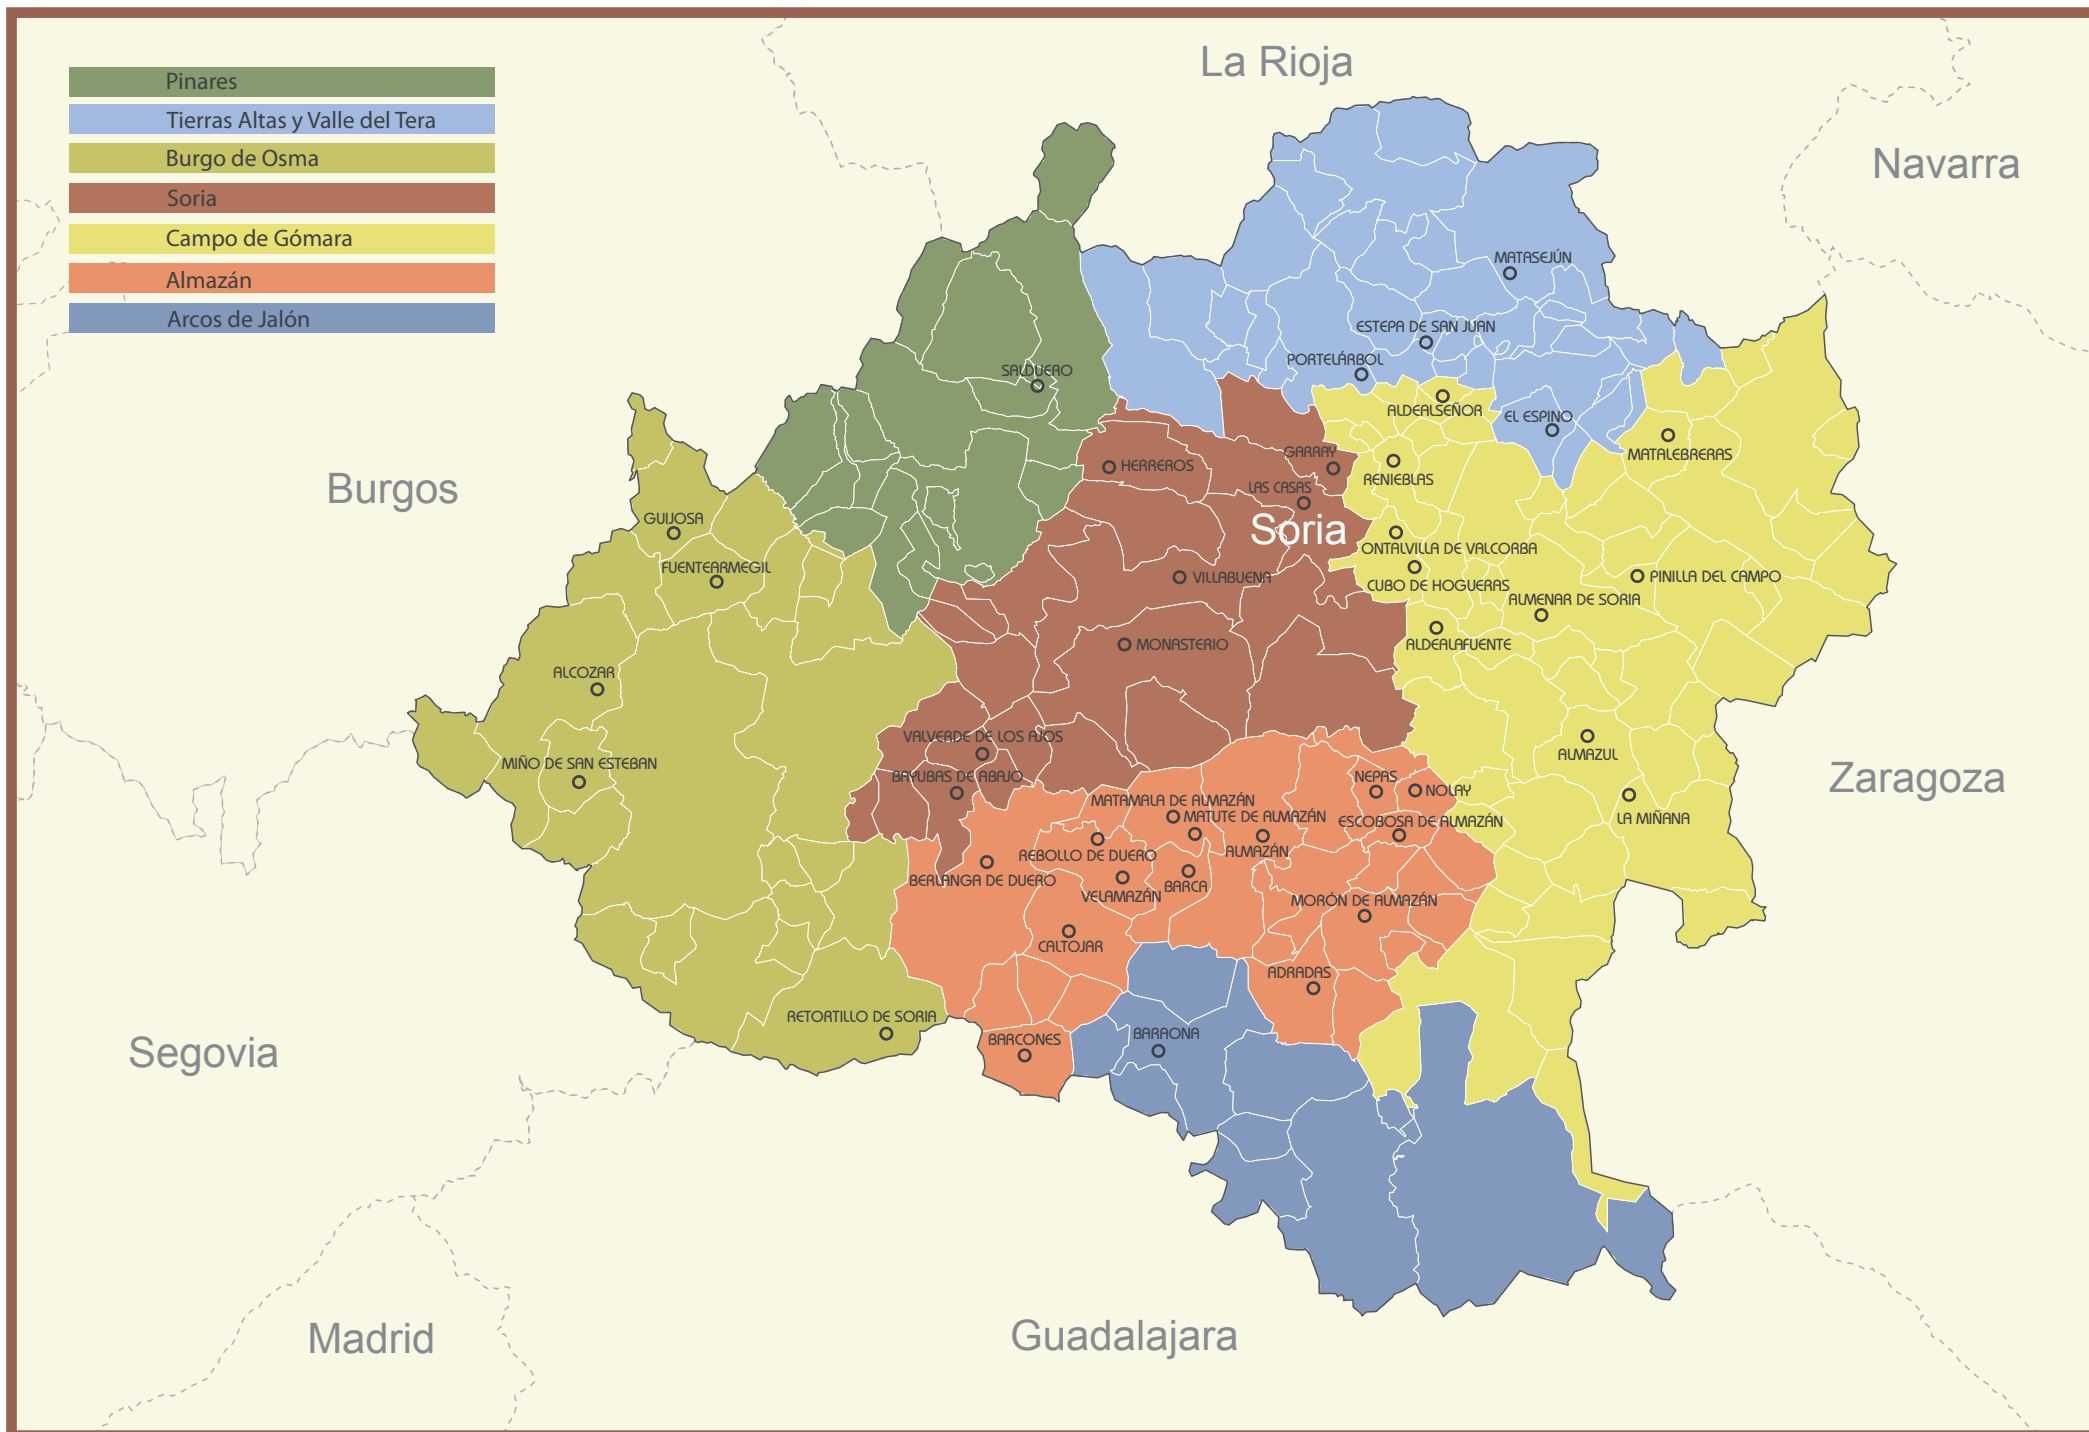 La Rioja
Pinares
Tierras Altas y Valle del Tera
Burgo de Osma
Soria
Campo de Gómara
Almazán
Arcos de Jalón
Navarra
MATASEJÚN
ESTEPA DE SAN JUAN
PORTELÁRBOL
SALDUERO
ALDEALSEÑOR
EL ESPINO
MATALEBRERAS
GARRAY
HERREROS
RENIEBLAS
LAS CASAS
Burgos
GUIJOSA
Soria
ONTALVILLA DE VALCORBA
FUENTEARMEGIL
VILLABUENA
CUBO DE HOGUERAS
PINILLA DEL CAMPO
ALMENAR DE SORIA
MONASTERIO
ALDEALAFUENTE
ALCOZAR
VALVERDE DE LOS AJOS
ALMAZUL
MIÑO DE SAN ESTEBAN
BAYUBAS DE ABAJO
NEPAS
NOLAY
Zaragoza
MATAMALA DE ALMAZÁN
MATUTE DE ALMAZÁN
ESCOBOSA DE ALMAZÁN
LA MIÑANA
REBOLLO DE DUERO
ALMAZÁN
BERLANGA DE DUERO
VELAMAZÁN
BARCA
MORÓN DE ALMAZÁN
CALTOJAR
ADRADAS
RETORTILLO DE SORIA
BARCONES
BARAONA
Segovia
Madrid
Guadalajara